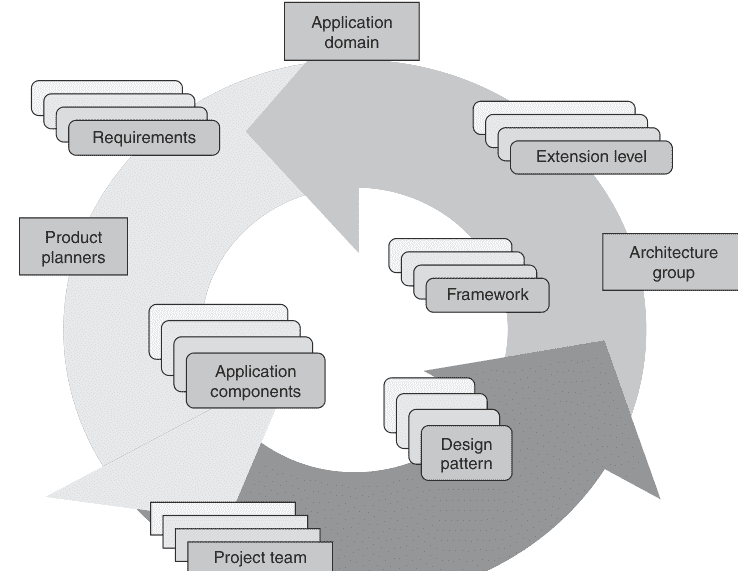 Application
domain
Requirements
Extension level
Product
planners
Architecture
group
Framework
Application
components
Design
pattern
Project team